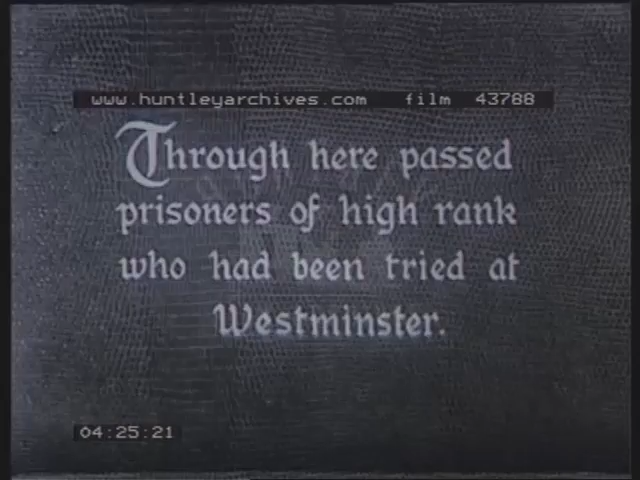 www.huntleyarchives.com film 43788
Through here passed
prisoners of high rank
who had been tried at
Westminster.
04:25:21